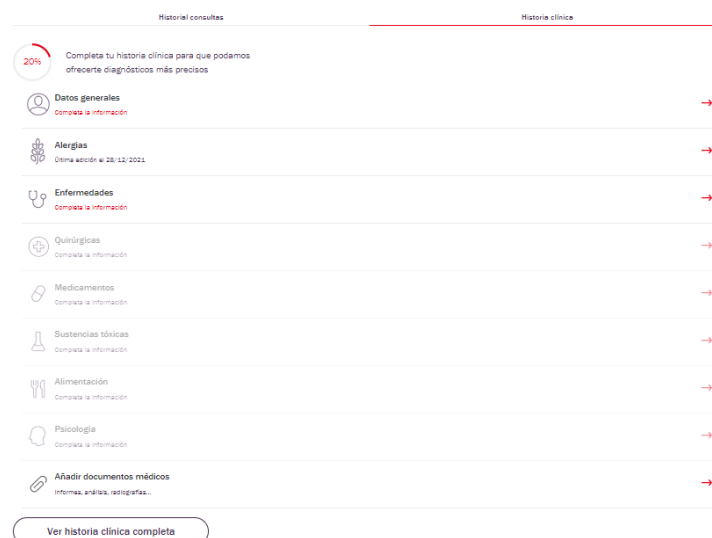 Historial consultas
Historia clínica
20%
Completa tu historia clínica para que podamos
ofrecerte diagnósticos más precisos
Datos generales
Completa la información
Alergias
Útima edición el 28/12/2021
Enfermedades
Completa la información
Quirúrgicas
Completa la información
Medicamentos
Completa la información
Sustencias tóxicas
Completa la información
Alimentación
Completa la información
Psicología
Completa la información
Añadir documentos médicos
Informes, análisis, radiografías...
Ver historia clínica completa